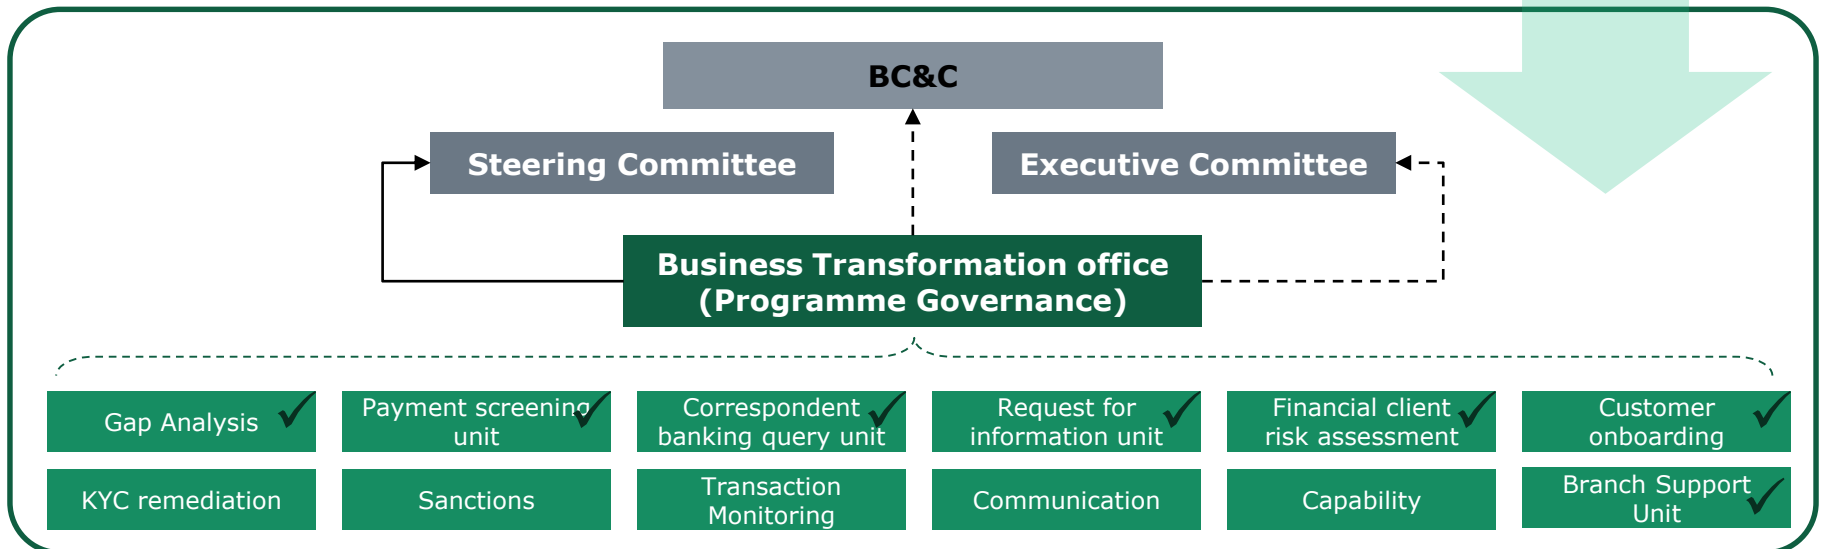 BC&C
Steering Committee
Executive Committee
Business Transformation office
(Programme Governance)
Gap Analysis
Payment screening
unit
Correspondent
banking query unit
Request for
information unit
Financial client
risk assessment
Customer
onboarding
KYC remediation
Sanctions
Transaction
Monitoring
Communication
Capability
Branch Support
Unit